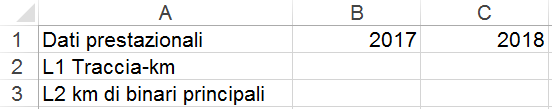 A B C
1 Dati prestazionali 2017 2018
2 L1 Traccia-km
3 L2 km di binari principali